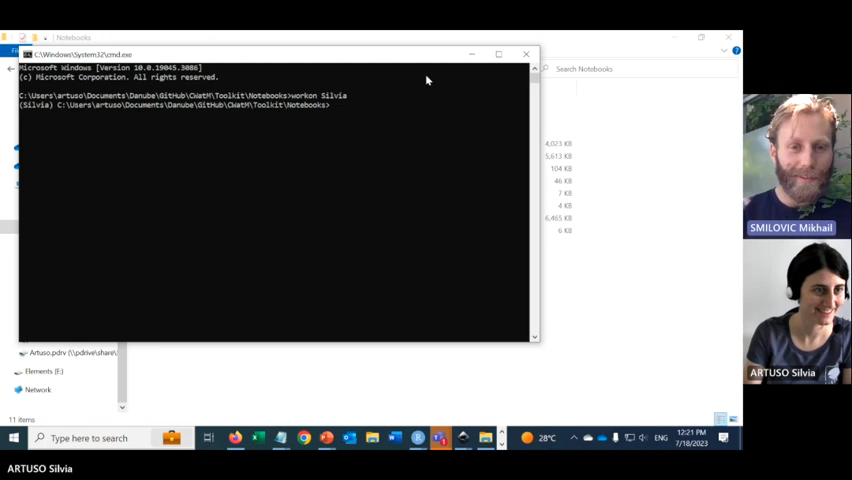 Notebooks
C:\Windows\System32\cmd.exe
Microsoft Windows [Version 10.0.19045.3086]
(c) Microsoft Corporation. All rights reserved.
C:\Users\artuso\Documents\Danube\GitHub\CWatM\Toolkit\Notebooks>workon Silvia
(Silvia) C:\Users\artuso\Documents\Danube\GitHub\CWatM\Toolkit\Notebooks>
Search Notebooks
4,023 KB
5,613 KB
104 KB
46 KB
7 KB
4 KB
6,465 KB
6 KB
Artuso.pdrv (\\pdrive\share\
Elements (E:)
Network
11 items
Type here to search
28°C
ENG
12:21 PM
7/18/2023
SMILOVIC Mikhail
ARTUSO Silvia
ARTUSO Silvia